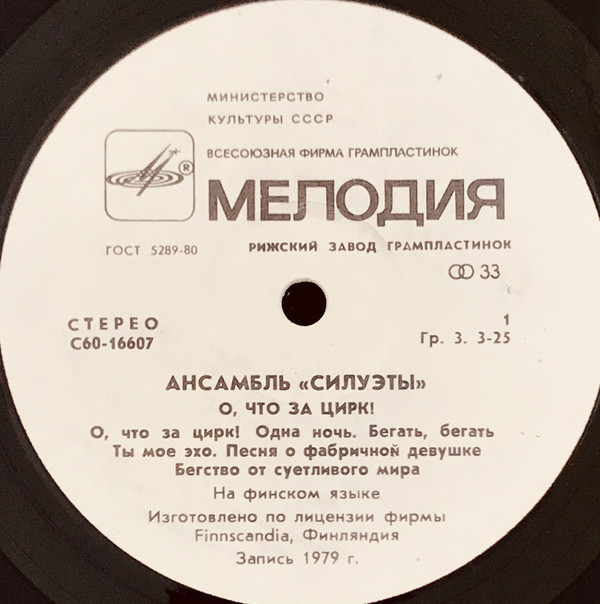 МИНИСТЕРСТВО
КУЛЬТУРЫ СССР
ВСЕСОЮЗНАЯ ФИРМА ГРАМПЛАСТИНОК
®
МЕЛОДИЯ
ГОСТ 5289-80
РИЖСКИЙ ЗАВОД ГРАМПЛАСТИНОК
33
СТЕРЕО
1
С60-16607
Гр. 3. 3-25
АНСАМБЛЬ «СИЛУЭТЫ»
О, ЧТО ЗА ЦИРК!
О, что за цирк! Одна ночь. Бегать, бегать
Ты мое эхо. Песня о фабричной девушке
Бегство от суетливого мира
На финском языке
Изготовлено по лицензии фирмы
Finnscandia, Финляндия
Запись 1979 г.